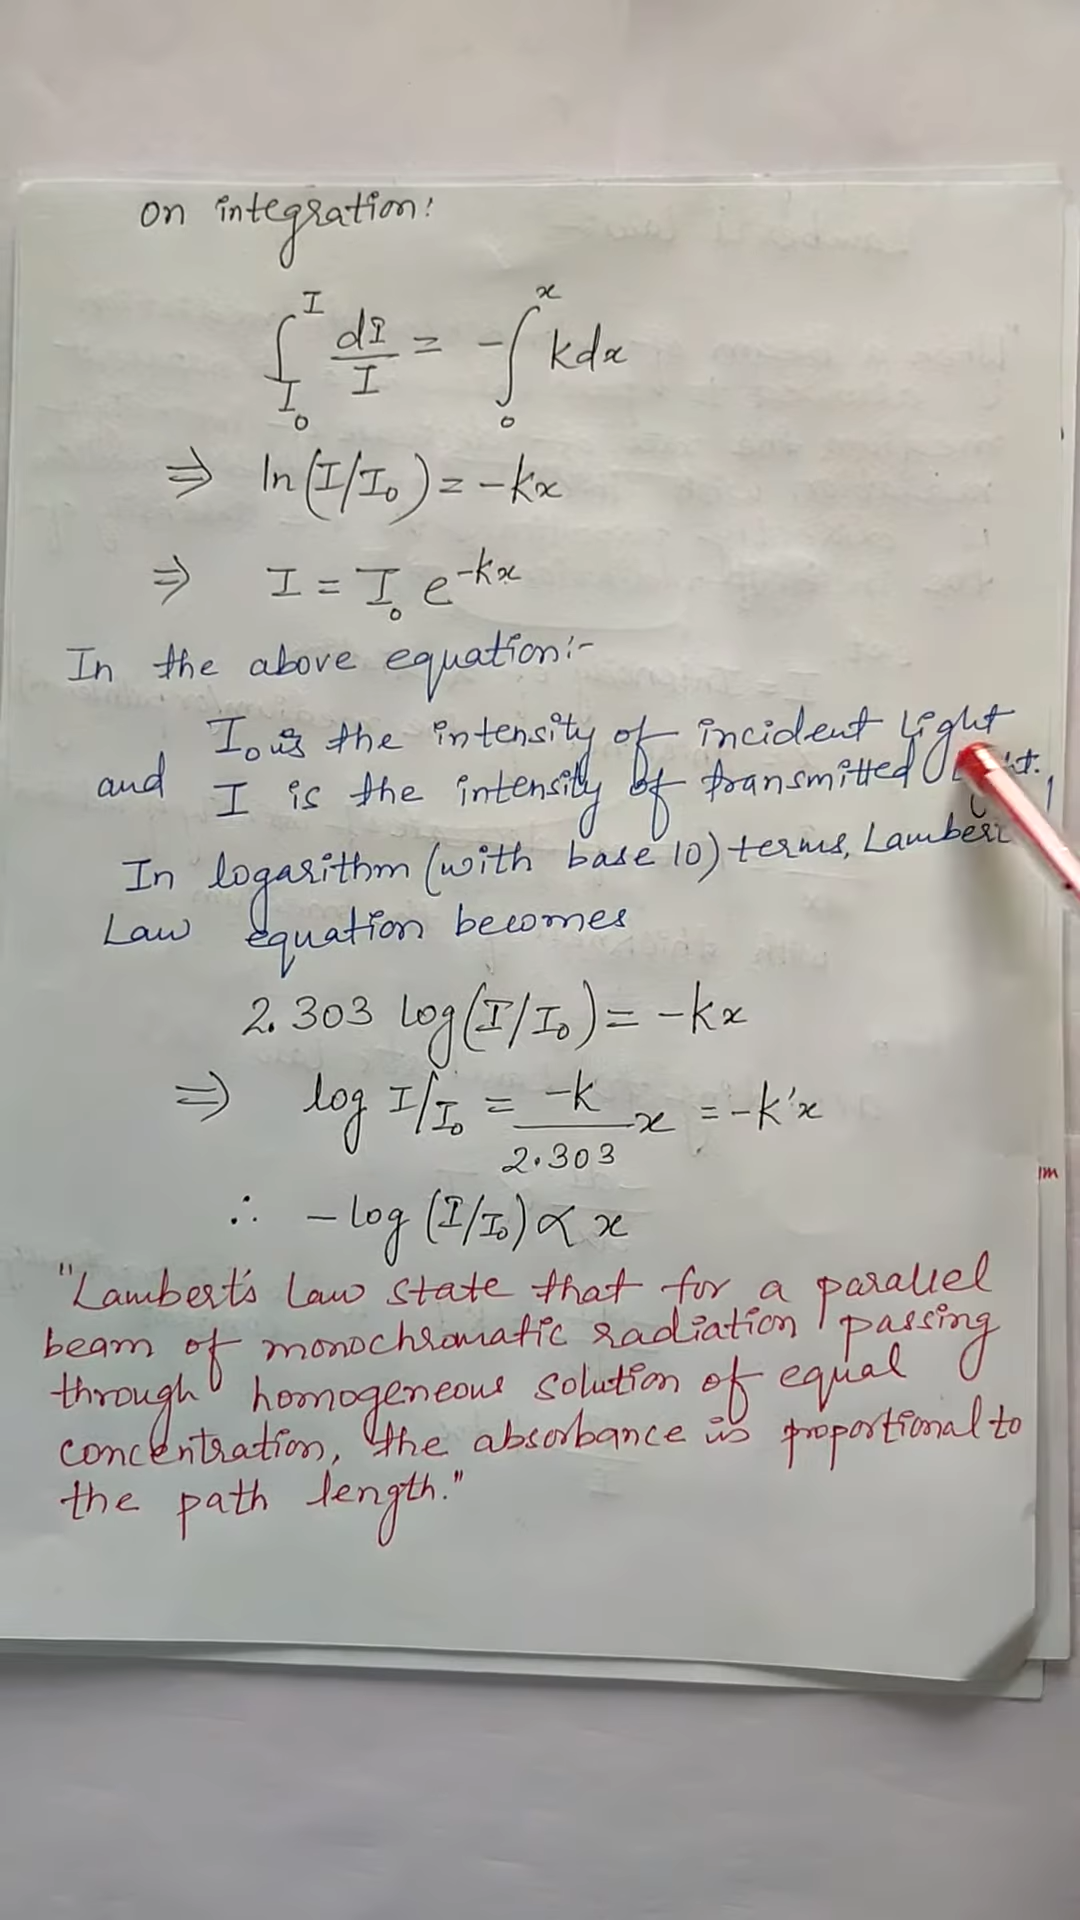 On integration:
∫_{I₀}^{I} dI/I = -∫_{0}^{x} k dx
⇒ ln(I/I₀) = -kx
⇒ I = I₀ e^{-kx}
In the above equation:-
I₀ is the intensity of incident light
and I is the intensity of transmitted
In logarithm (with base 10) terms, Lambert
Law equation becomes
2.303 log(I/I₀) = -kx
⇒ log I/I₀ = -k/2.303 x = -k'x
∴ -log (I/I₀) ∝ x
"Lambert's Law state that for a parallel
beam of monochromatic radiation passing
through homogeneous solution of equal
concentration, the absorbance is proportional to
the path length."